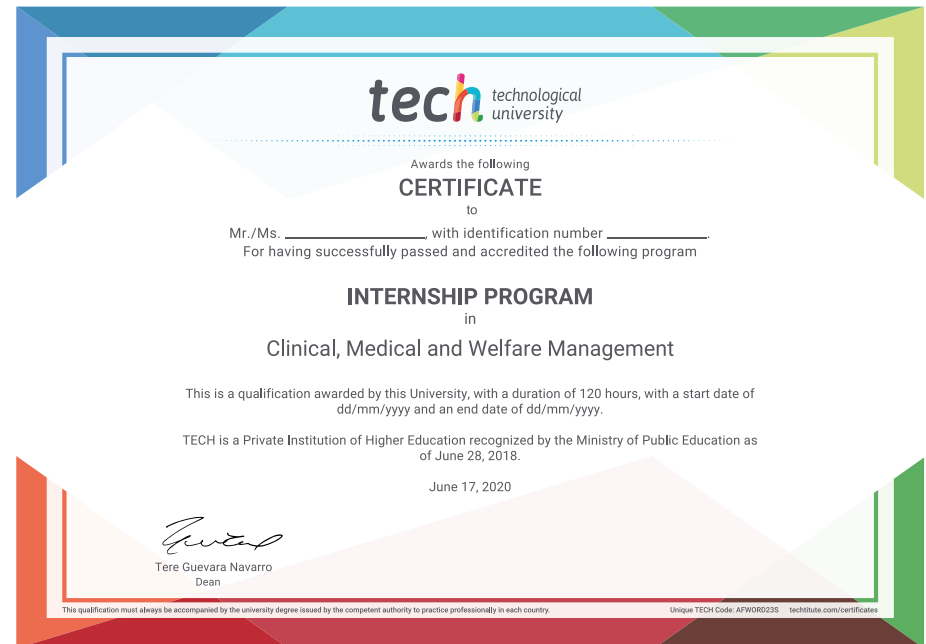 tech technological
university
Awards the following
CERTIFICATE
to
Mr./Ms. ____________________, with identification number ______________.
For having successfully passed and accredited the following program
INTERNSHIP PROGRAM
in
Clinical, Medical and Welfare Management
This is a qualification awarded by this University, with a duration of 120 hours, with a start date of
dd/mm/yyyy and an end date of dd/mm/yyyy.
TECH is a Private Institution of Higher Education recognized by the Ministry of Public Education as
of June 28, 2018.
June 17, 2020
Tere Guevara Navarro
Dean
This qualification must always be accompanied by the university degree issued by the competent authority to practice professionally in each country.
Unique TECH Code: AFWORD23S techtitute.com/certificates